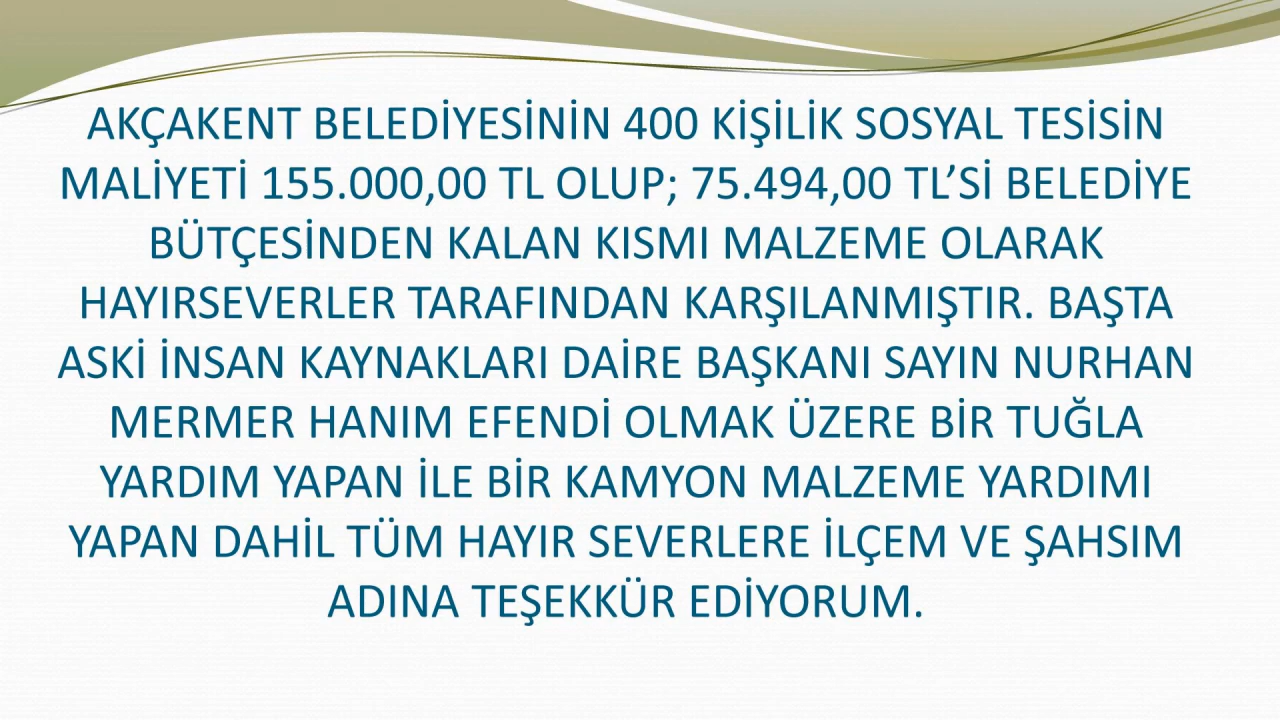 AKÇAKENT BELEDİYESİNİN 400 KİŞİLİK SOSYAL TESİSİN
MALİYETİ 155.000,00 TL OLUP; 75.494,00 TL’Sİ BELEDİYE
BÜTÇESİNDEN KALAN KISMI MALZEME OLARAK
HAYIRSEVERLER TARAFINDAN KARŞILANMIŞTIR. BAŞTA
ASKİ İNSAN KAYNAKLARI DAİRE BAŞKANI SAYIN NURHAN
MERMER HANIM EFENDİ OLMAK ÜZERE BİR TUĞLA
YARDIM YAPAN İLE BİR KAMYON MALZEME YARDIMI
YAPAN DAHİL TÜM HAYIR SEVERLERE İLÇEM VE ŞAHSIM
ADINA TEŞEKKÜR EDİYORUM.